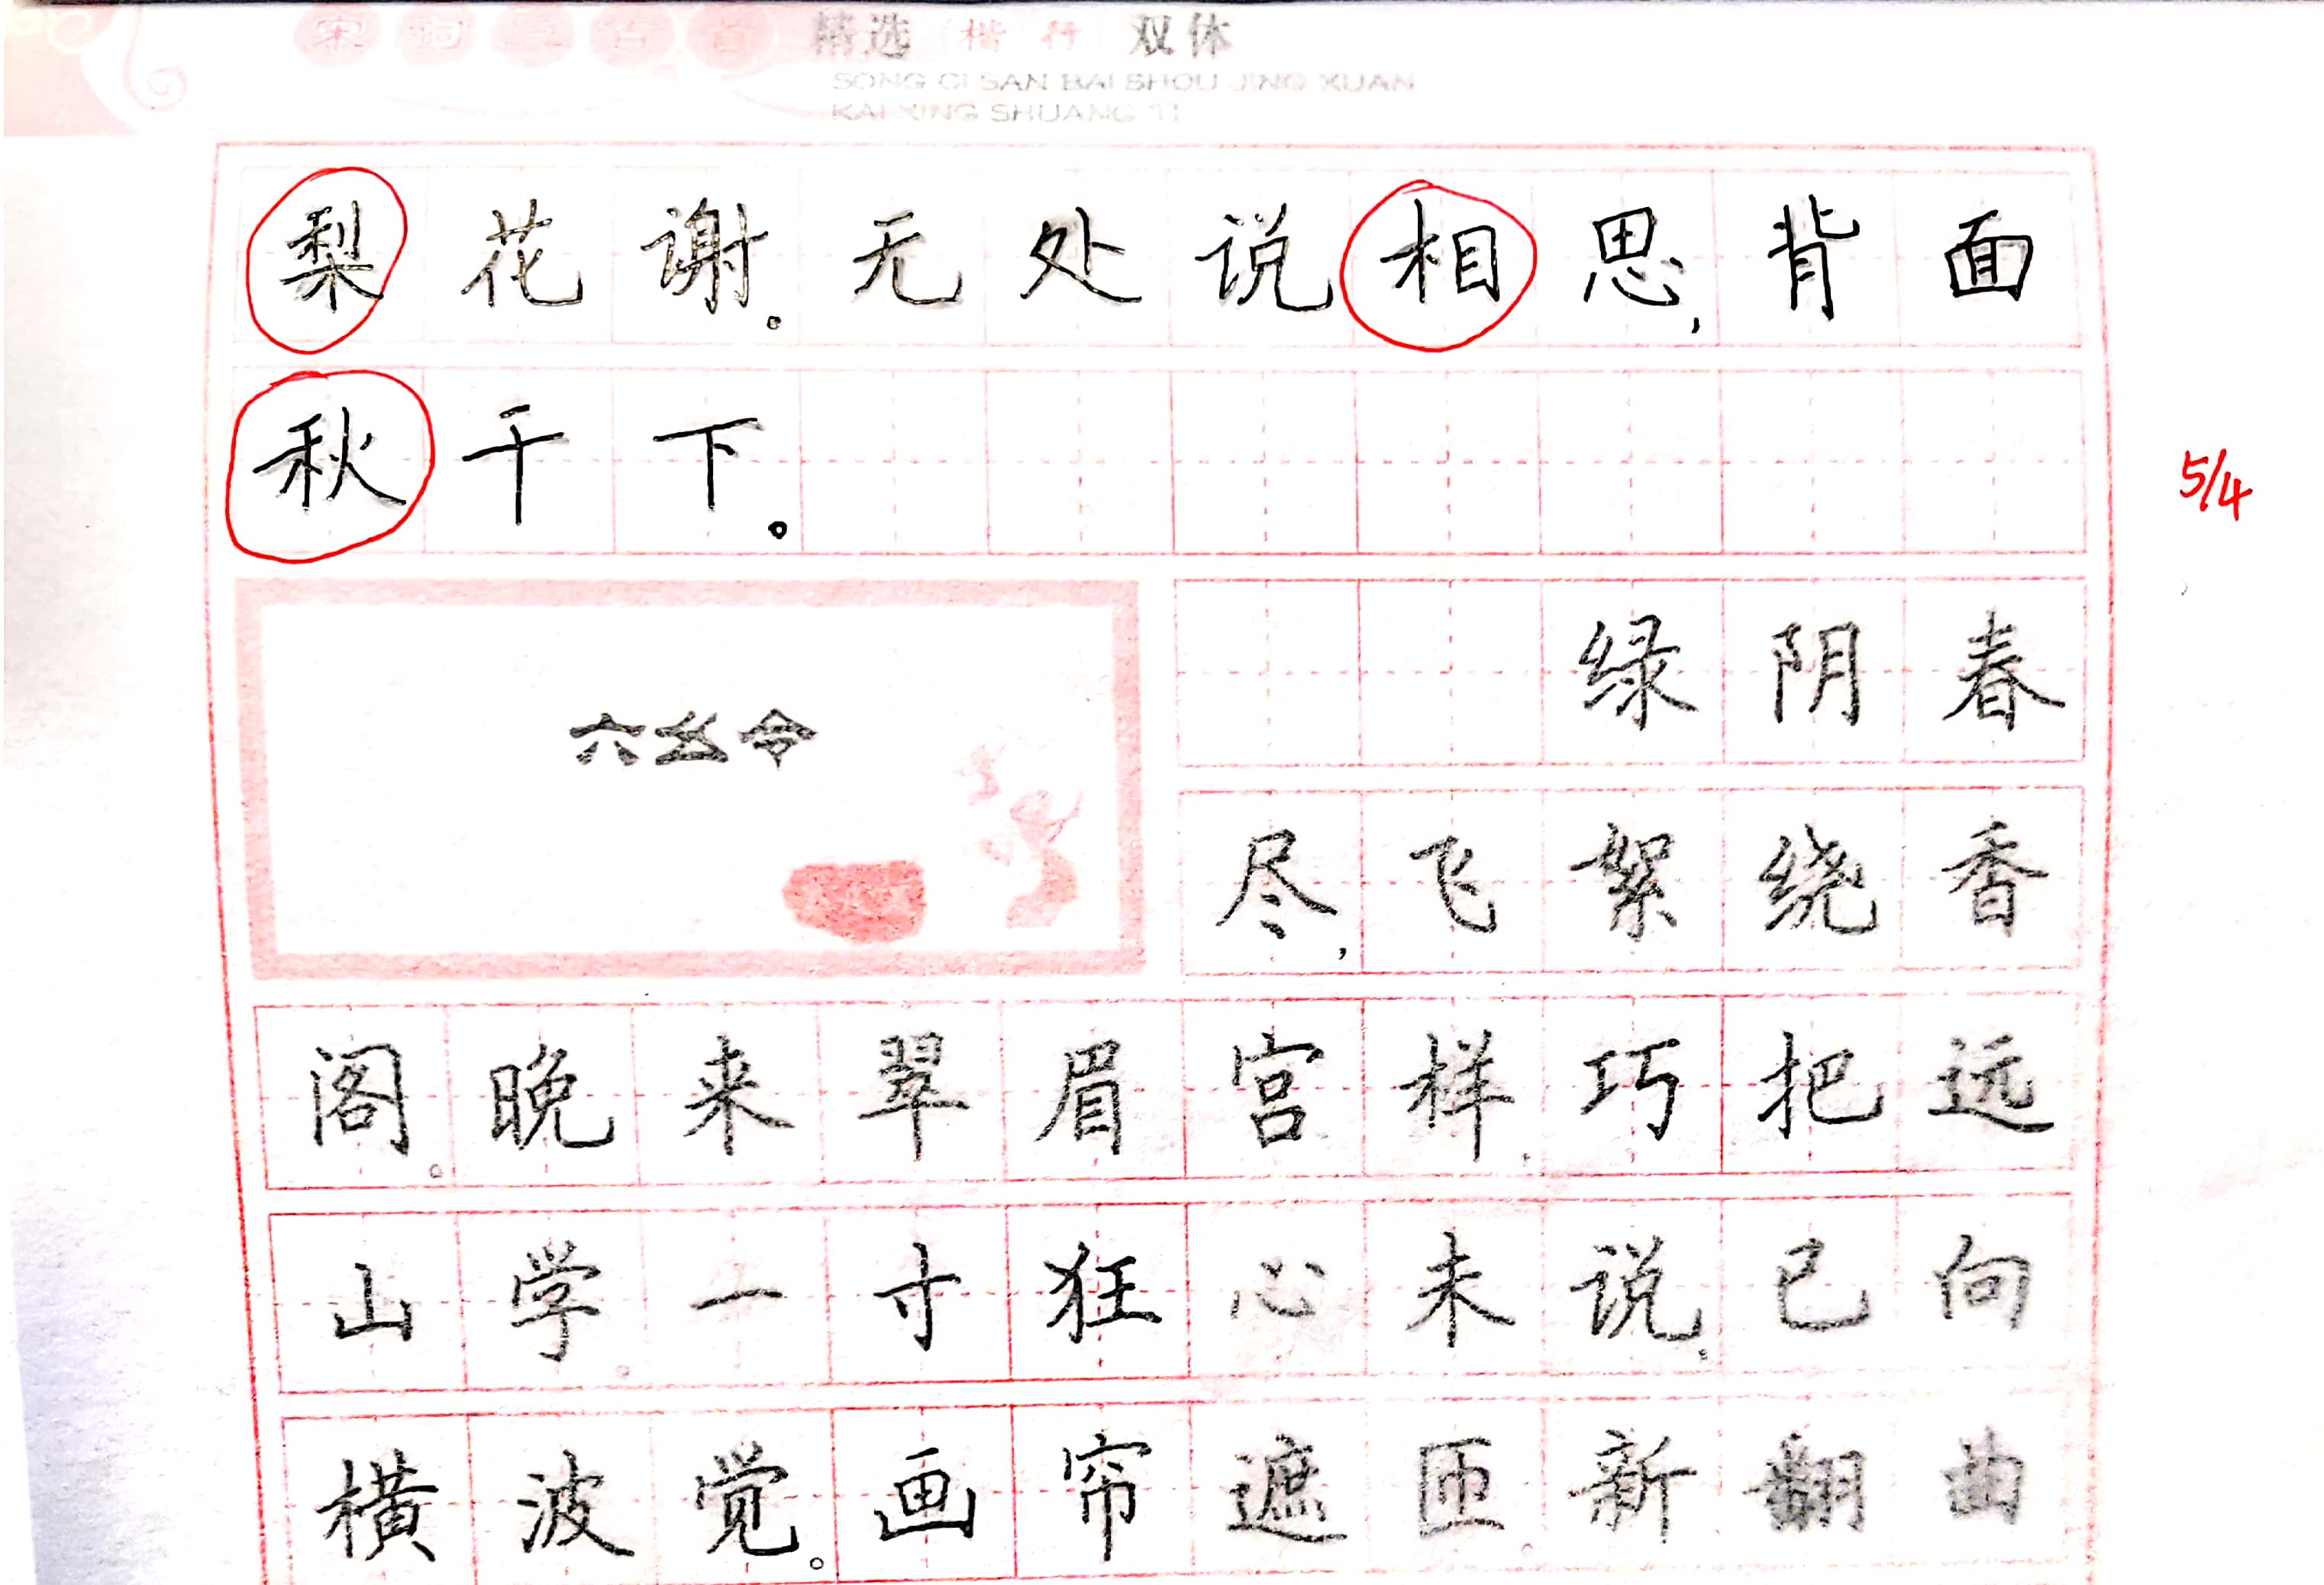 宋词三百首 精选 楷 行 双体
SONG CI SAN BAI SHOU JING XUAN
KAI XING SHUANG TI
梨花谢。无处说相思,背面
秋千下。
5/4
六幺令
绿阴春
尽,飞絮绕香
阁。晚来翠眉宫样,巧把远
山学。一寸狂心未说,已向
横波觉。画帘遮匝,新翻曲